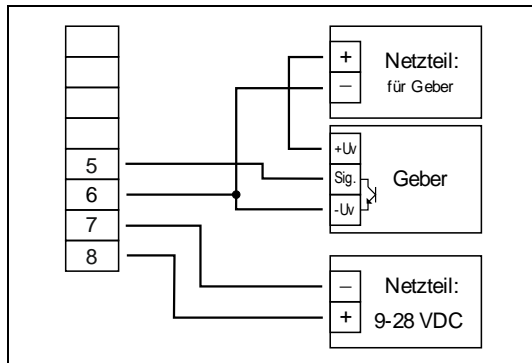 5
6
7
8
+
−
Netzteil:
für Geber
+Uv
Sig.
-Uv
Geber
−
+
Netzteil:
9-28 VDC